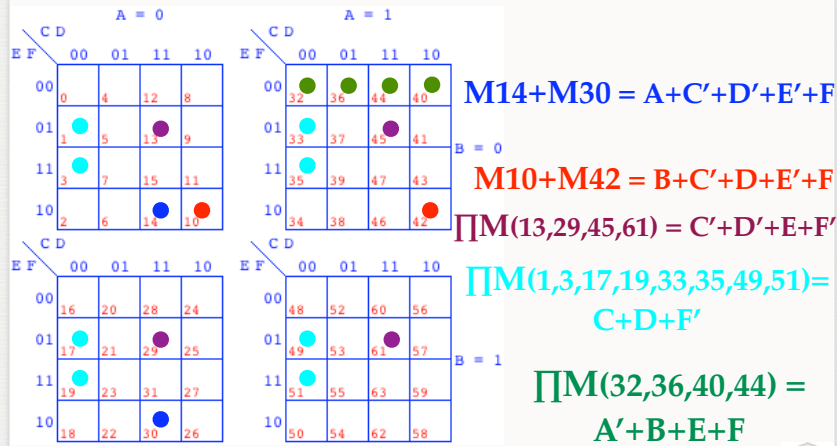 A = 0 A = 1
C D C D
E F 00 01 11 10 E F 00 01 11 10
00 00
0 4 12 8 32 36 44 40
M14+M30 = A+C′+D′+E′+F
01 01
1 5 13 9 33 37 45 41
B = 0
11 11
3 7 15 11 35 39 47 43
M10+M42 = B+C′+D+E′+F
10 10
2 6 14 10 34 38 46 42
∏M(13,29,45,61) = C′+D′+E+F′
C D C D
E F 00 01 11 10 E F 00 01 11 10
∏M(1,3,17,19,33,35,49,51)=
00 00
16 20 28 24 48 52 60 56
C+D+F′
01 01
17 21 29 25 49 53 61 57
B = 1
11 11
19 23 31 27 51 55 63 59
∏M(32,36,40,44) =
10 10
18 22 30 26 50 54 62 58
A′+B+E+F